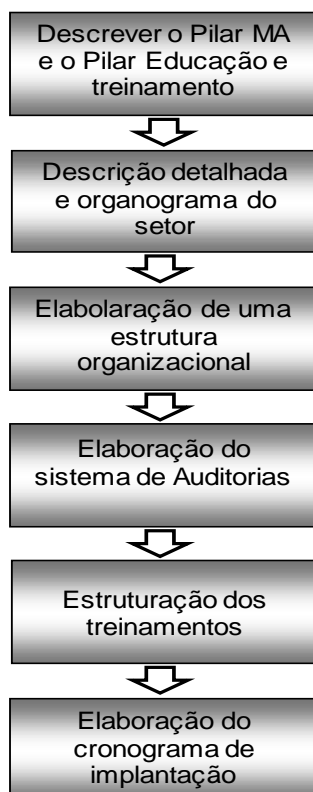 Descrever o Pilar MA
e o Pilar Educação e
treinamento
Descrição detalhada
e organograma do
setor
Elabolaração de uma
estrutura
organizacional
Elaboração do
sistema de Auditorias
Estruturação dos
treinamentos
Elaboração do
cronograma de
implantação